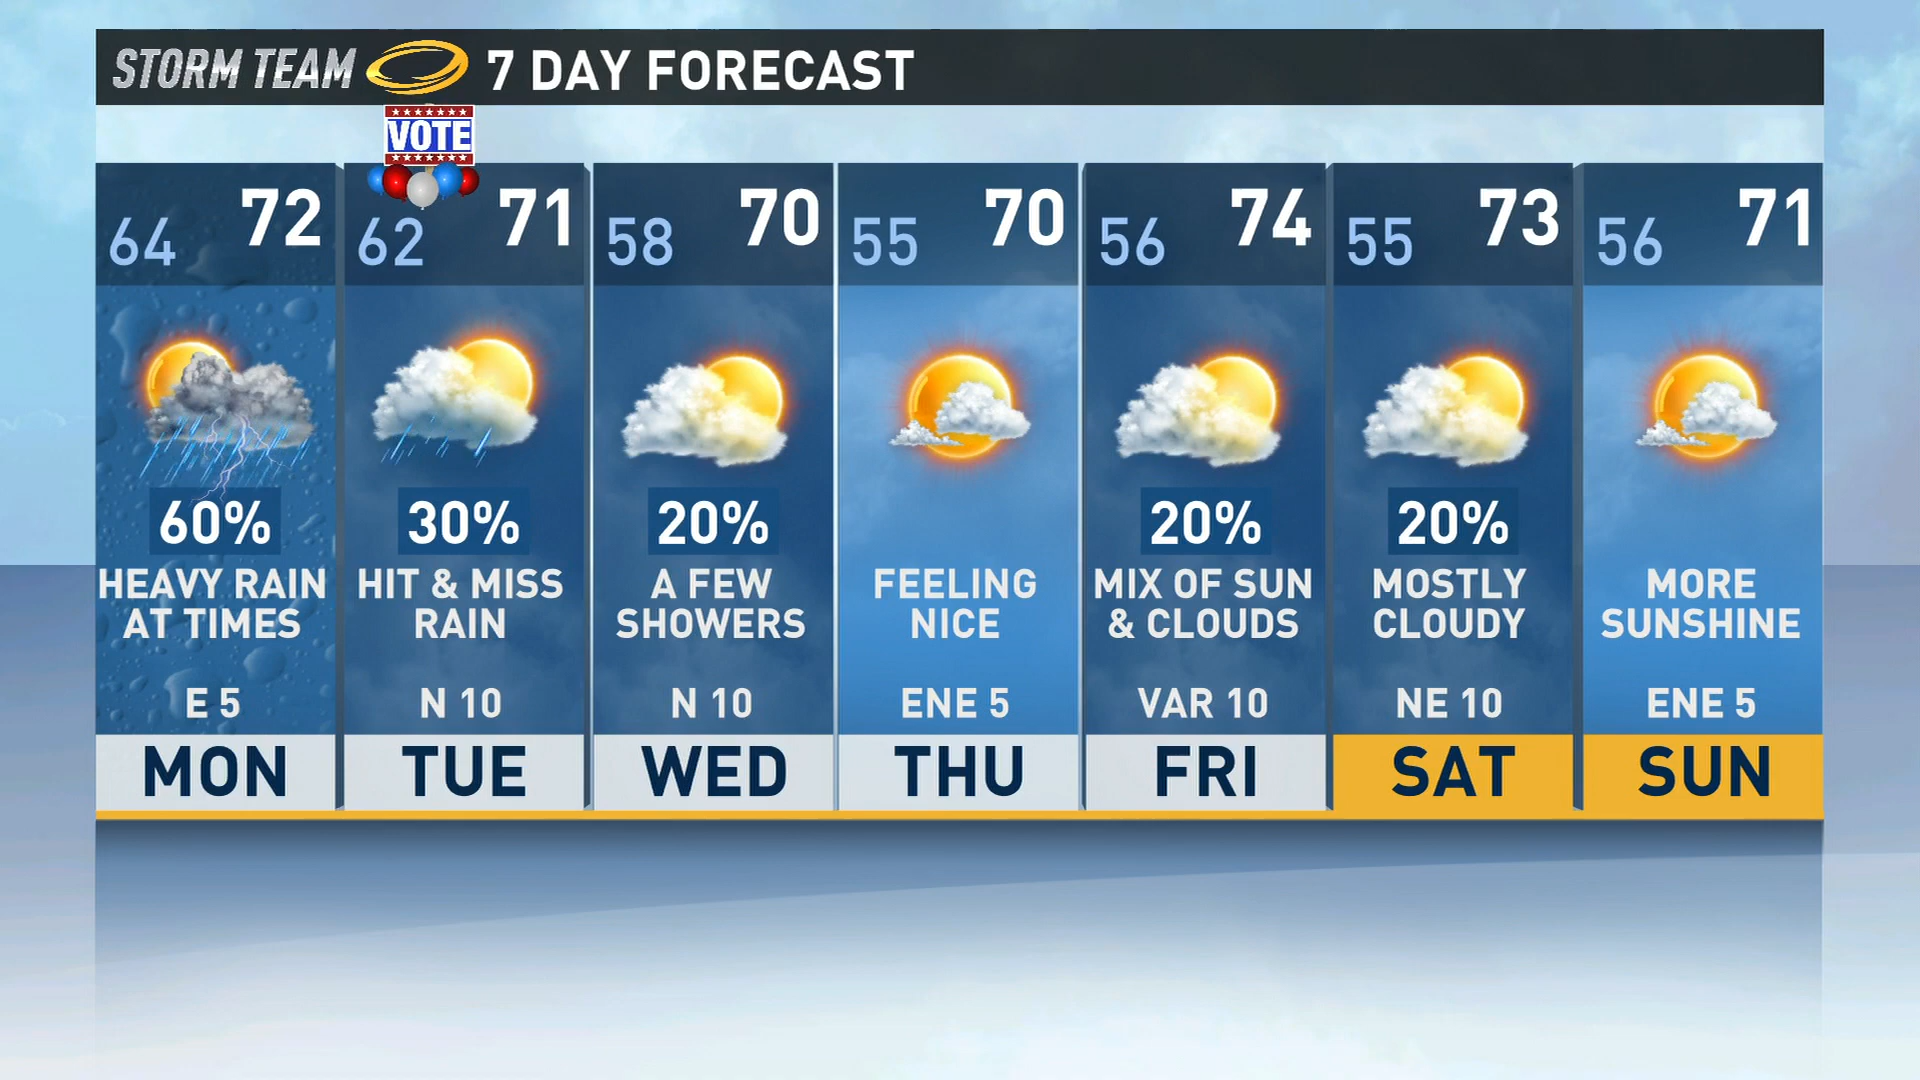 STORM TEAM 7 DAY FORECAST
VOTE
64 72 62 71 58 70 55 70 56 74 55 73 56 71
60% 30% 20% 20% 20%
HEAVY RAIN HIT & MISS A FEW FEELING MIX OF SUN MOSTLY MORE
AT TIMES RAIN SHOWERS NICE & CLOUDS CLOUDY SUNSHINE
E 5 N 10 N 10 ENE 5 VAR 10 NE 10 ENE 5
MON TUE WED THU FRI SAT SUN